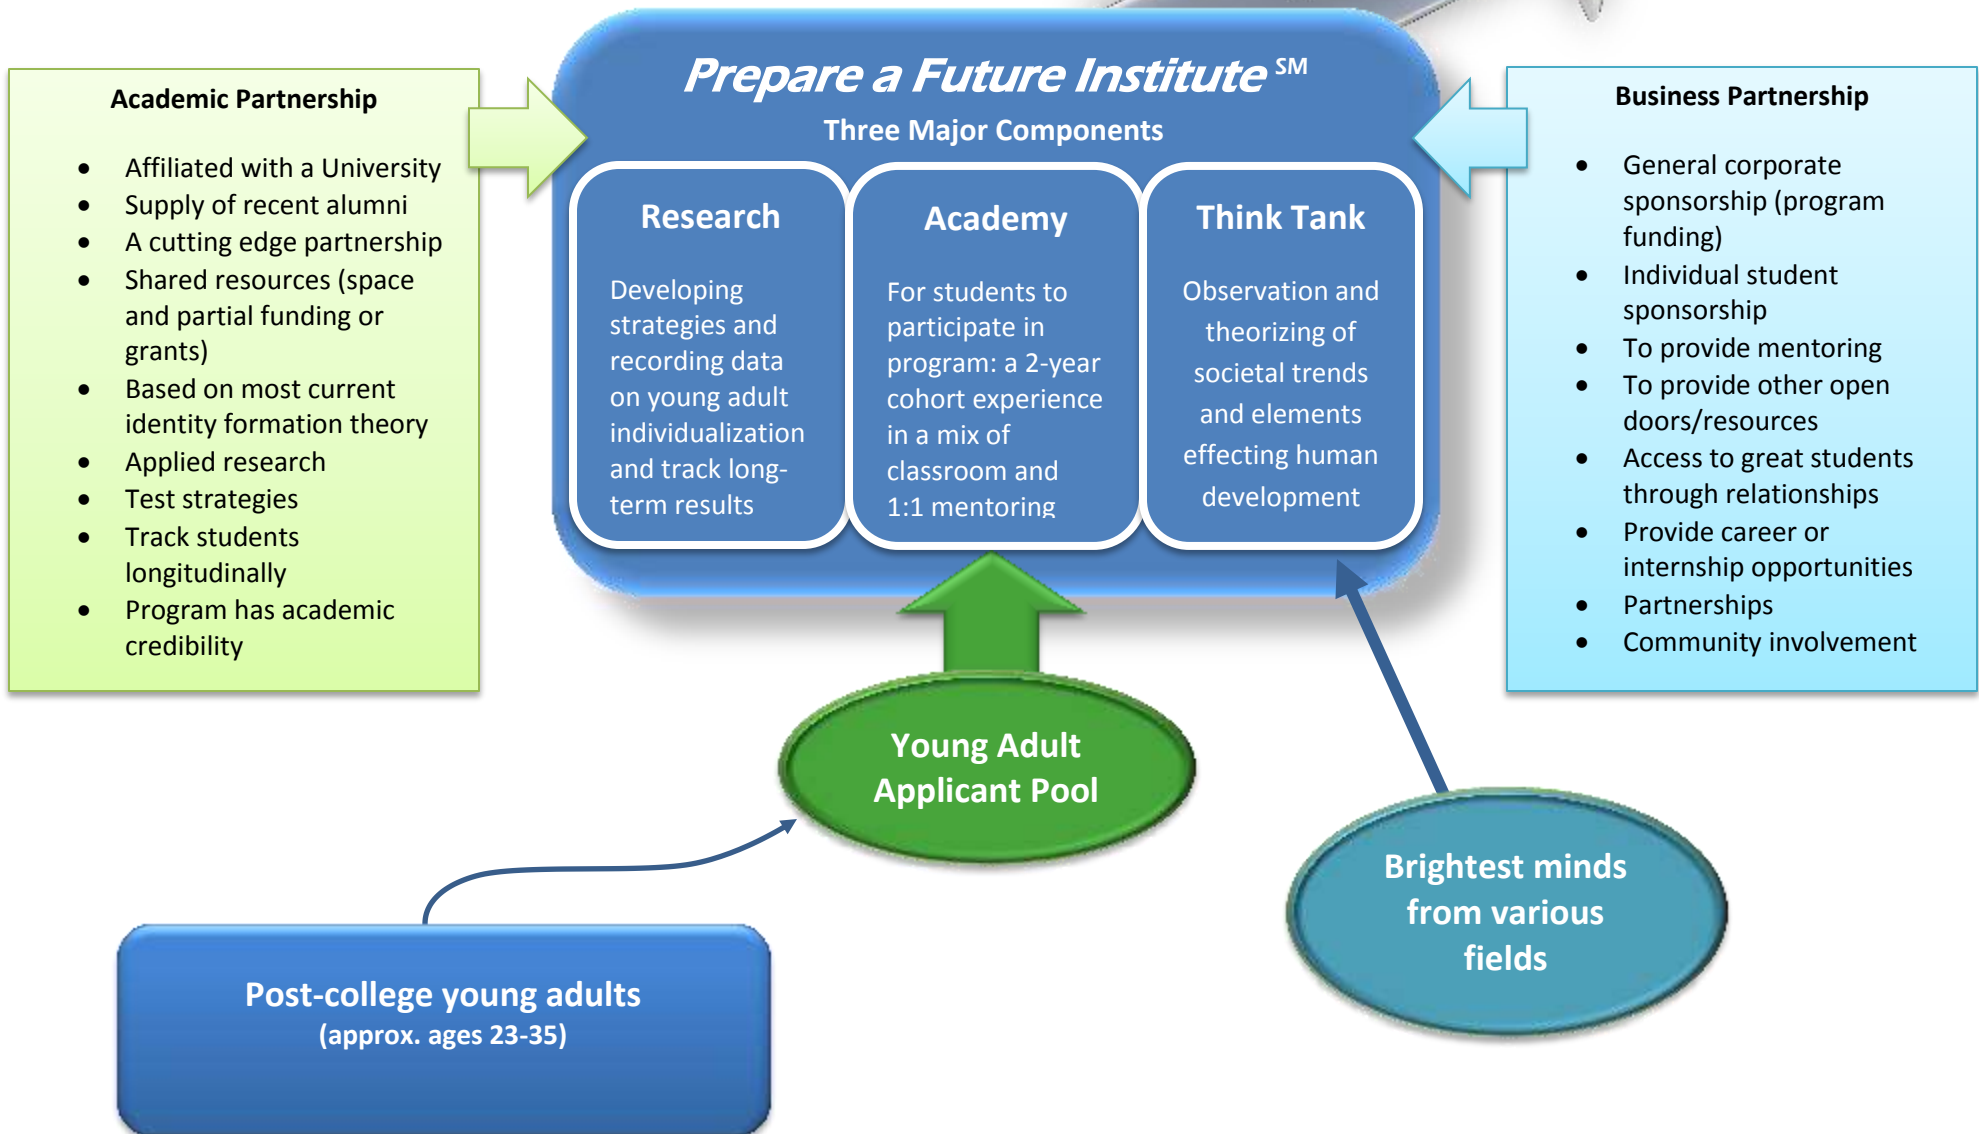 Prepare a Future Institute SM
Three Major Components
Academic Partnership
• Affiliated with a University
• Supply of recent alumni
• A cutting edge partnership
• Shared resources (space
and partial funding or
grants)
• Based on most current
identity formation theory
• Applied research
• Test strategies
• Track students
longitudinally
• Program has academic
credibility
Research
Developing
strategies and
recording data
on young adult
individualization
and track long-
term results
Academy
For students to
participate in
program: a 2-year
cohort experience
in a mix of
classroom and
1:1 mentoring
Think Tank
Observation and
theorizing of
societal trends
and elements
effecting human
development
Business Partnership
• General corporate
sponsorship (program
funding)
• Individual student
sponsorship
• To provide mentoring
• To provide other open
doors/resources
• Access to great students
through relationships
• Provide career or
internship opportunities
• Partnerships
• Community involvement
Young Adult
Applicant Pool
Brightest minds
from various
fields
Post-college young adults
(approx. ages 23-35)